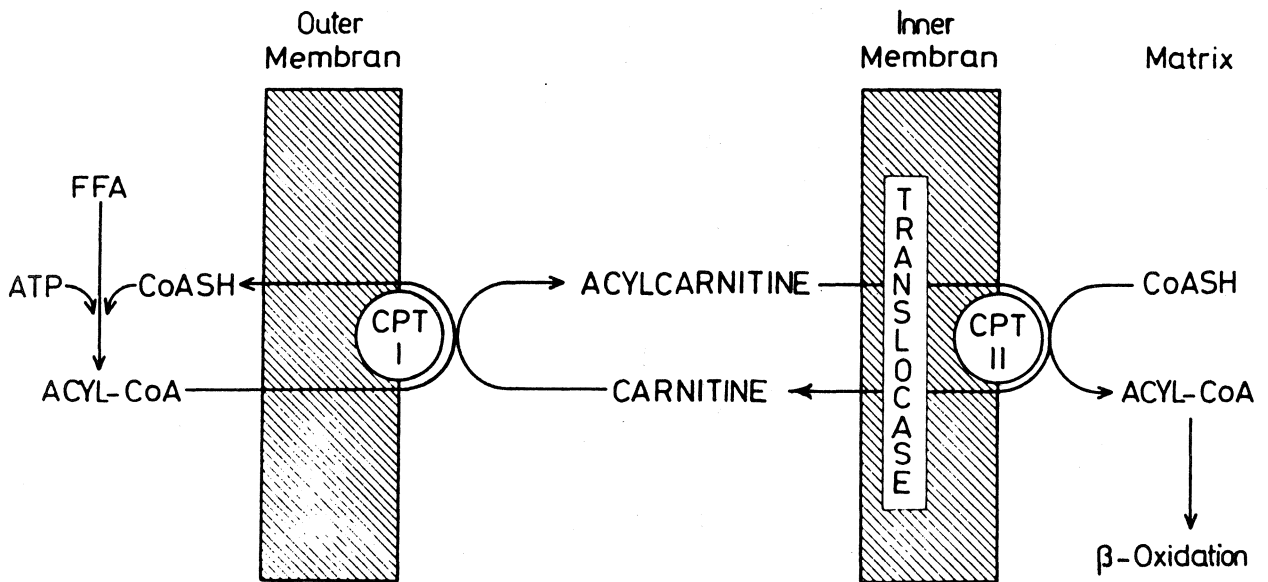 Outer
Membran
Inner
Membran
Matrix
FFA
ATP
CoASH
ACYL-CoA
CPT
I
ACYLCARNITINE
CARNITINE
TRANSLOCASE
CPT
II
CoASH
ACYL-CoA
β-Oxidation